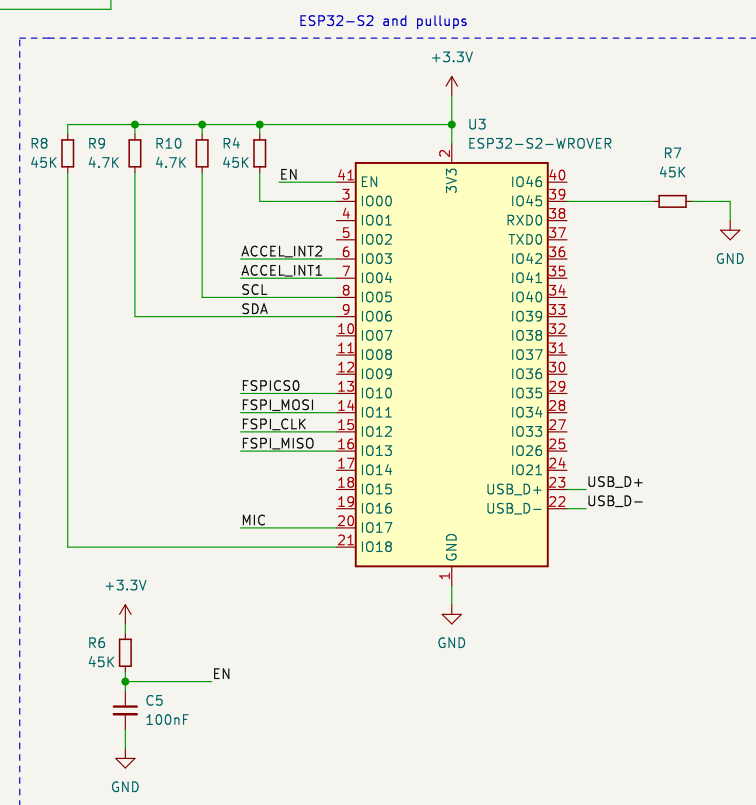 ESP32-S2 and pullups
+3.3V
R8
45K
R9
4.7K
R10
4.7K
R4
45K
U3
ESP32-S2-WROVER
R7
45K
GND
2
3V3
EN 41 EN
3 IO00
4 IO01
5 IO02
ACCEL_INT2 6 IO03
ACCEL_INT1 7 IO04
SCL 8 IO05
SDA 9 IO06
10 IO07
11 IO08
12 IO09
FSPICS0 13 IO10
FSPI_MOSI 14 IO11
FSPI_CLK 15 IO12
FSPI_MISO 16 IO13
17 IO14
18 IO15
19 IO16
MIC 20 IO17
21 IO18
IO46 40
IO45 39
RXD0 38
TXD0 37
IO42 36
IO41 35
IO40 34
IO39 33
IO38 32
IO37 31
IO36 30
IO35 29
IO34 28
IO33 27
IO26 25
IO21 24
USB_D+ 23 USB_D+
USB_D- 22 USB_D-
GND
1
GND
+3.3V
R6
45K
EN
C5
100nF
GND